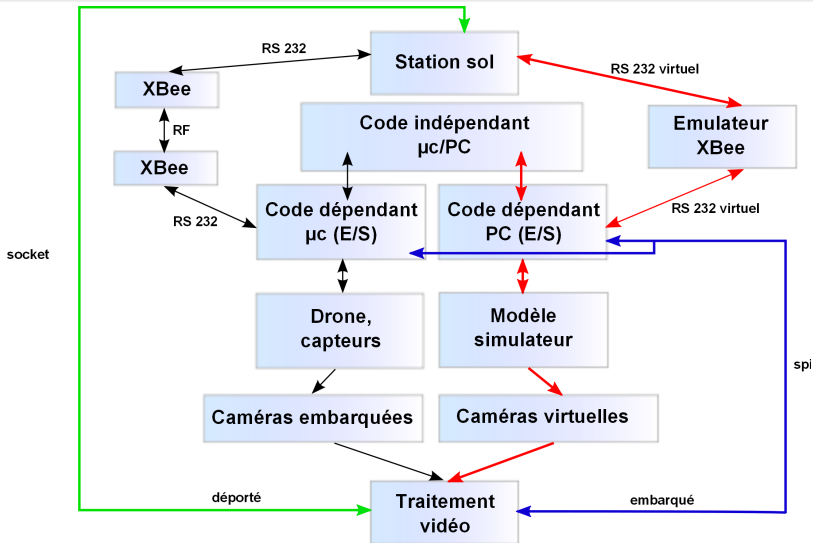 RS 232
Station sol
RS 232 virtuel
XBee
RF
XBee
Code indépendant
µc/PC
Emulateur
XBee
RS 232
Code dépendant
µc (E/S)
Code dépendant
PC (E/S)
RS 232 virtuel
socket
Drone,
capteurs
Modèle
simulateur
spi
Caméras embarquées
Caméras virtuelles
déporté
Traitement
vidéo
embarqué